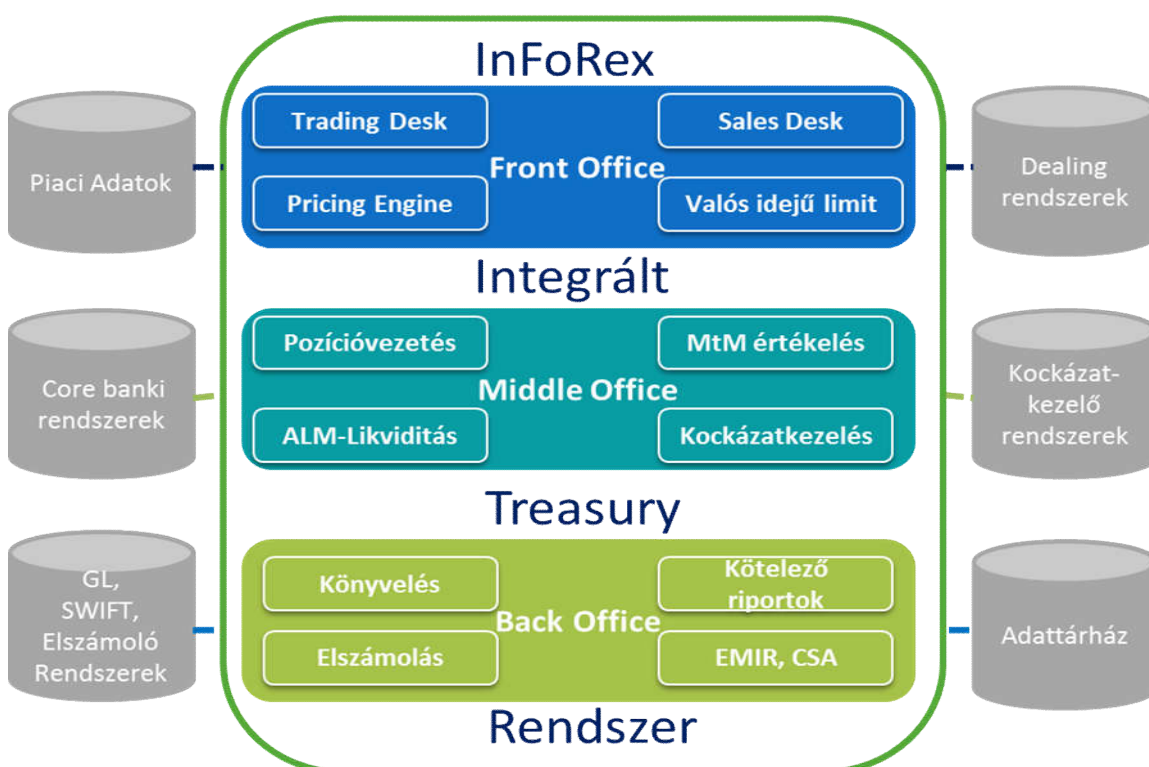 InFoRex
Trading Desk
Sales Desk
Front Office
Pricing Engine
Valós idejű limit
Piaci Adatok
Dealing
rendszerek
Integrált
Pozícióvezetés
MtM értékelés
Middle Office
ALM-Likviditás
Kockázatkezelés
Core banki
rendszerek
Kockázat-
kezelő
rendszerek
Treasury
Könyvelés
Kötelező
riportok
Back Office
Elszámolás
EMIR, CSA
GL,
SWIFT,
Elszámoló
Rendszerek
Adattárház
Rendszer